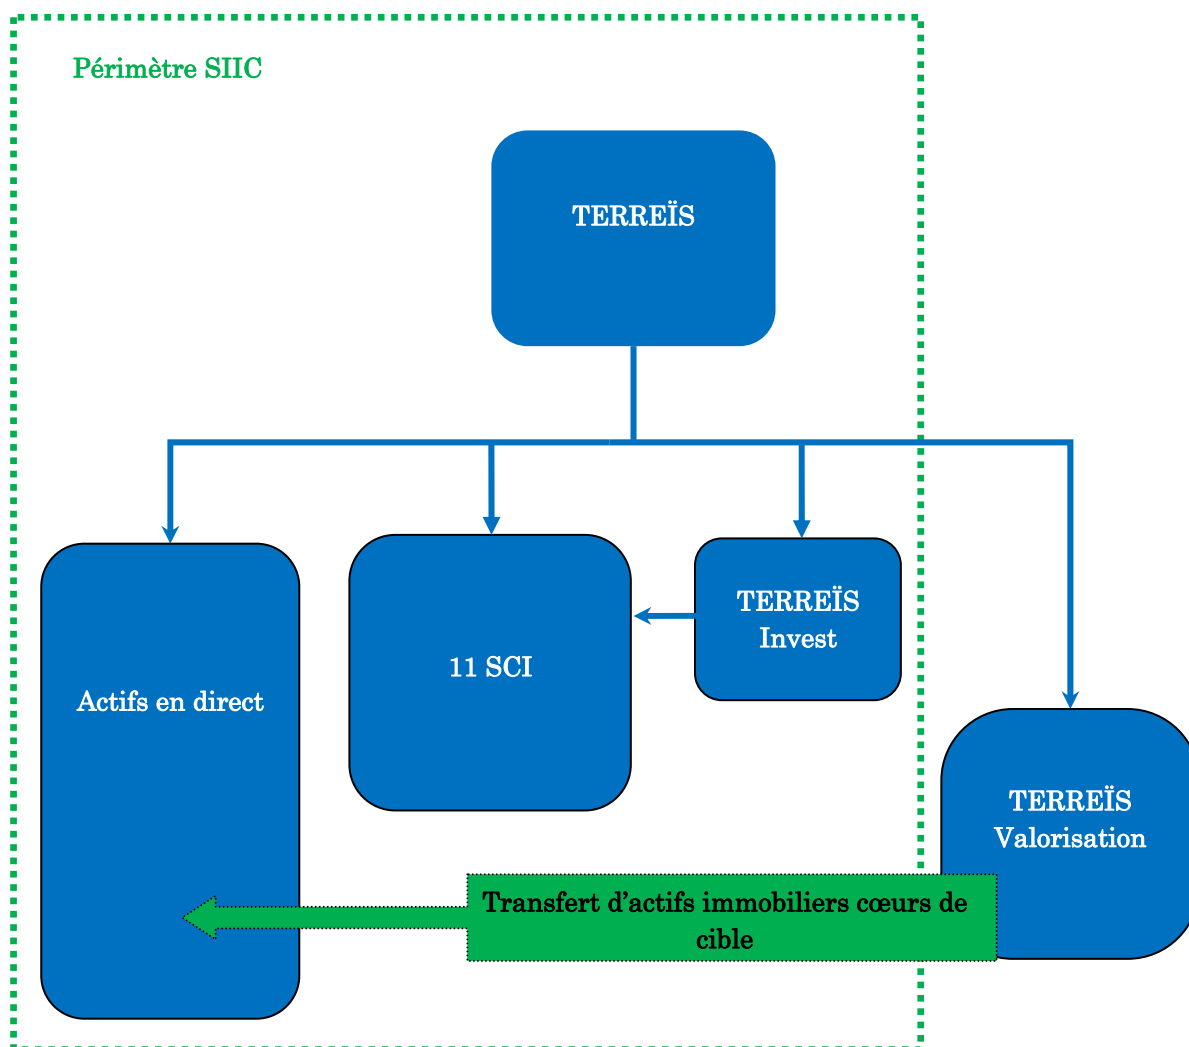 Périmètre SIIC
TERREÏS
TERREÏS
Invest
11 SCI
Actifs en direct
TERREÏS
Valorisation
Transfert d’actifs immobiliers cœurs de
cible